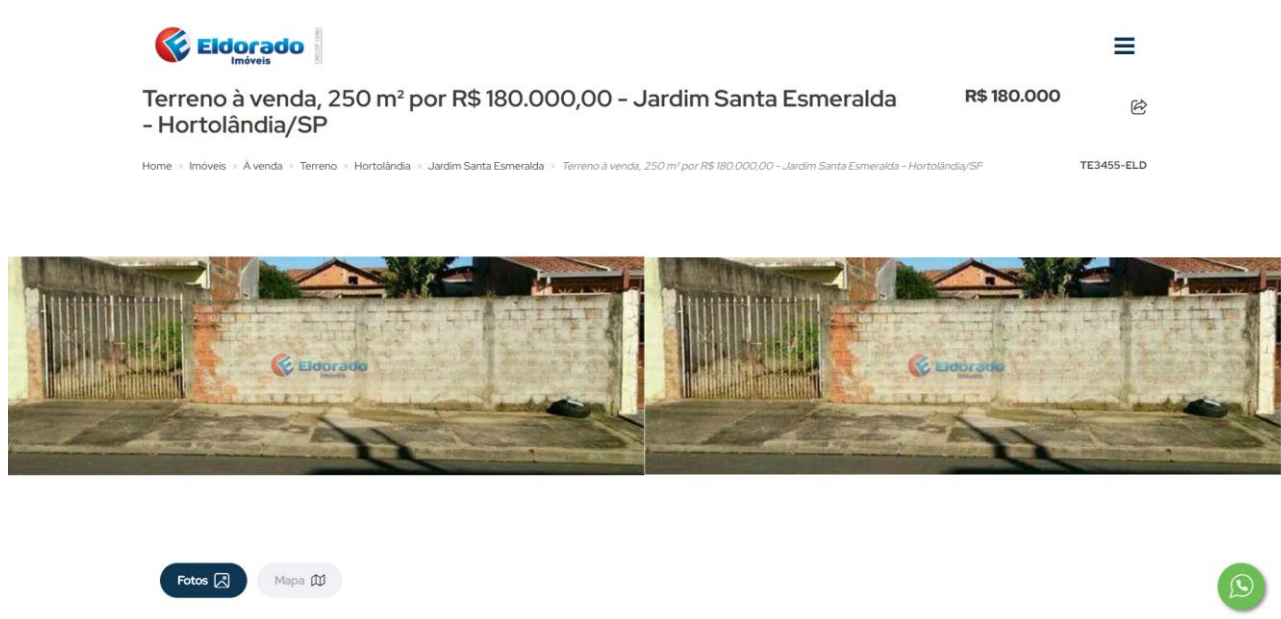 Eldorado
Imóveis
Terreno à venda, 250 m² por R$ 180.000,00 - Jardim Santa Esmeralda
- Hortolândia/SP
R$ 180.000
Home > Imóveis > À venda > Terreno > Hortolândia > Jardim Santa Esmeralda > Terreno à venda, 250 m² por R$ 180.000,00 - Jardim Santa Esmeralda - Hortolândia/SP
TE3455-ELD
Eldorado
Imóveis
Eldorado
Imóveis
Fotos
Mapa